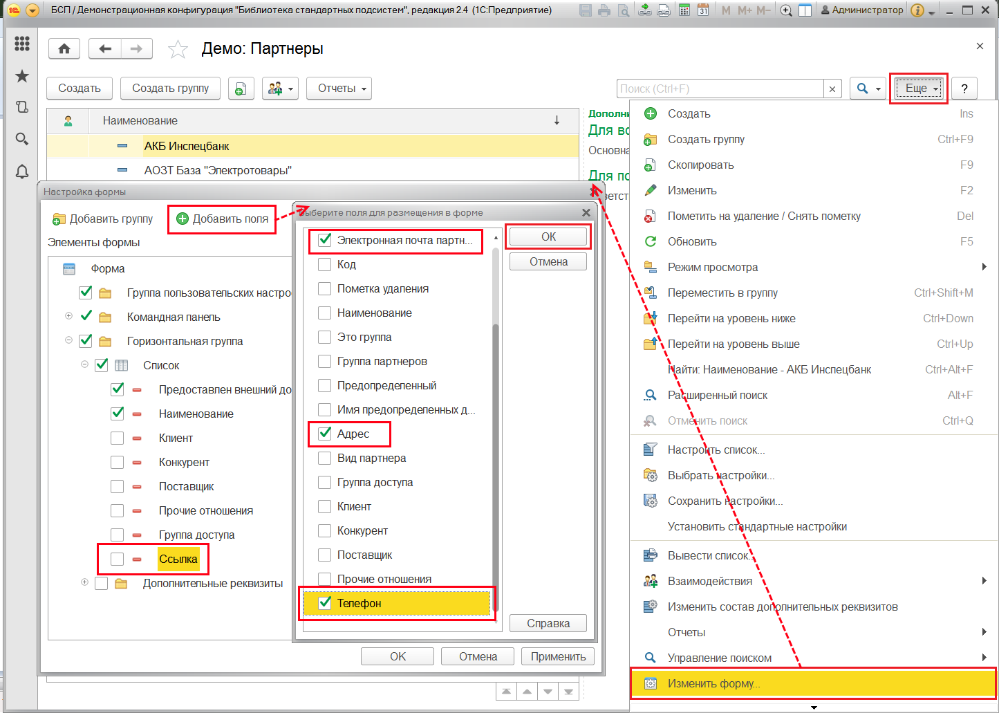 БСП / Демонстрационная конфигурация "Библиотека стандартных подсистем", редакция 2.4 (1С:Предприятие)
31 M M+ M- Администратор i
Демо: Партнеры
Создать Создать группу Отчеты Поиск (Ctrl+F) × Еще ?
Наименование
АКБ Инспецбанк
АОЗТ База "Электротовары"
Дополни
Для вс
Основна
Для по
Настройка формы
Добавить группу Добавить поля
Элементы формы
Форма
Группа пользовательских настро
Командная панель
Горизонтальная группа
Список
Предоставлен внешний до
Наименование
Клиент
Конкурент
Поставщик
Прочие отношения
Группа доступа
Ссылка
Дополнительные реквизиты
ОК Отмена Применить
ыберите поля для размещения в форме
Электронная почта партн...
Код
Пометка удаления
Наименование
Это группа
Группа партнеров
Предопределенный
Имя предопределенных д...
Адрес
Вид партнера
Группа доступа
Клиент
Конкурент
Поставщик
Прочие отношения
Телефон
ОК
Отмена
Справка
Создать Ins
Создать группу Ctrl+F9
Скопировать F9
Изменить F2
Пометить на удаление / Снять пометку Del
Обновить F5
Режим просмотра
Переместить в группу Ctrl+Shift+M
Перейти на уровень ниже Ctrl+Down
Перейти на уровень выше Ctrl+Up
Найти: Наименование - АКБ Инспецбанк Ctrl+Alt+F
Расширенный поиск Alt+F
Отменить поиск Ctrl+Q
Настроить список...
Выбрать настройки...
Сохранить настройки...
Установить стандартные настройки
Вывести список...
Взаимодействия
Изменить состав дополнительных реквизитов
Отчеты
Управление поиском
Изменить форму...